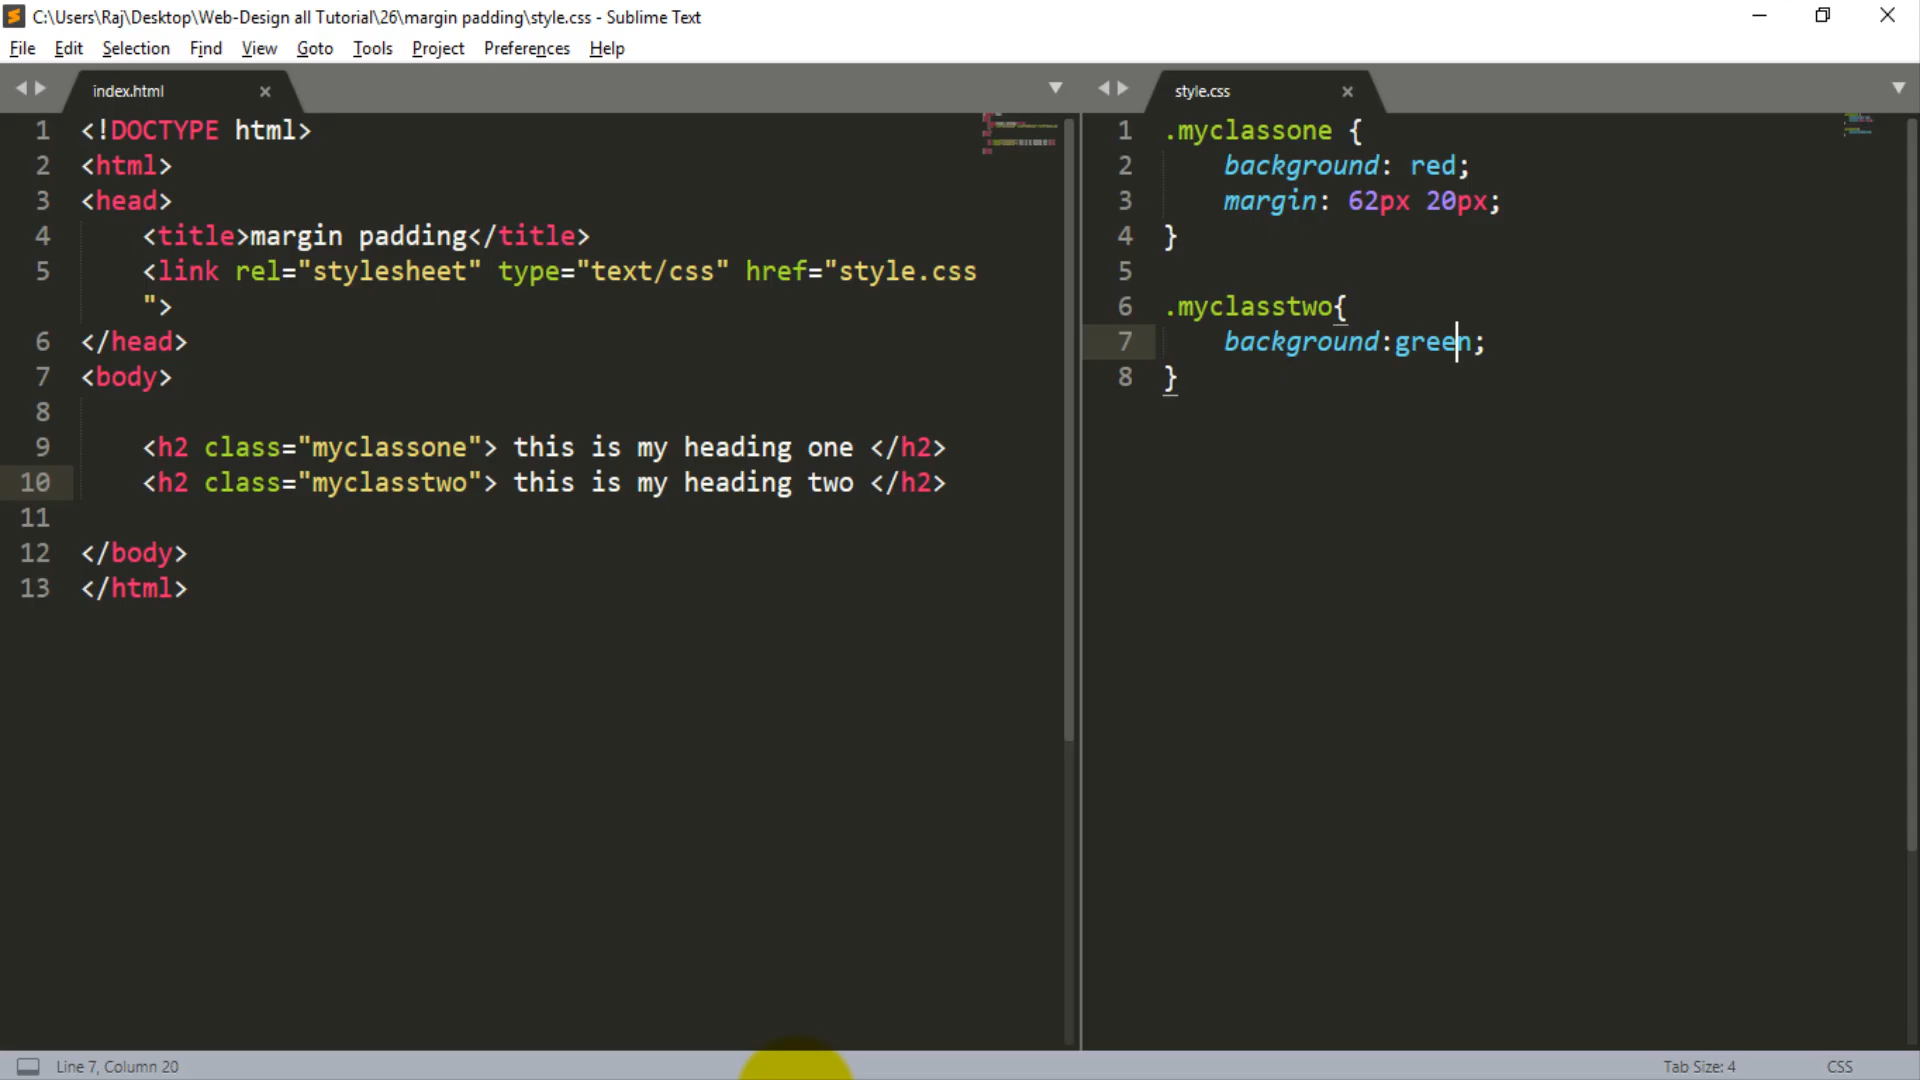 C:\Users\Raj\Desktop\Web-Design all Tutorial\26\margin padding\style.css - Sublime Text
File Edit Selection Find View Goto Tools Project Preferences Help
index.html
1 <!DOCTYPE html>
2 <html>
3 <head>
4 <title>margin padding</title>
5 <link rel="stylesheet" type="text/css" href="style.css
">
6 </head>
7 <body>
8
9 <h2 class="myclassone"> this is my heading one </h2>
10 <h2 class="myclasstwo"> this is my heading two </h2>
11
12 </body>
13 </html>
style.css
1 .myclassone {
2 background: red;
3 margin: 62px 20px;
4 }
5
6 .myclasstwo{
7 background:green;
8 }
Line 7, Column 20
Tab Size: 4
CSS